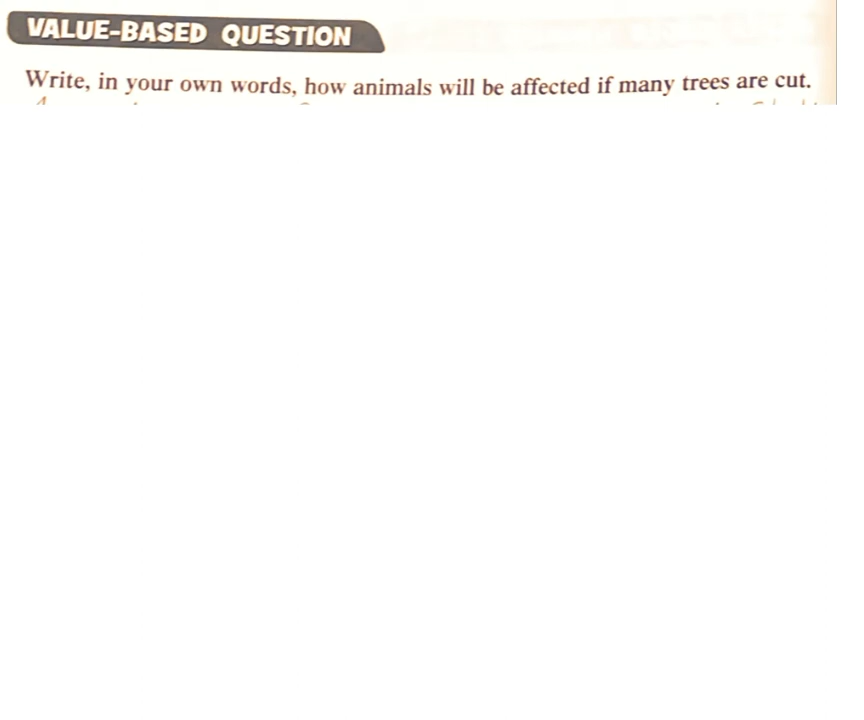 VALUE-BASED QUESTION
Write, in your own words, how animals will be affected if many trees are cut.